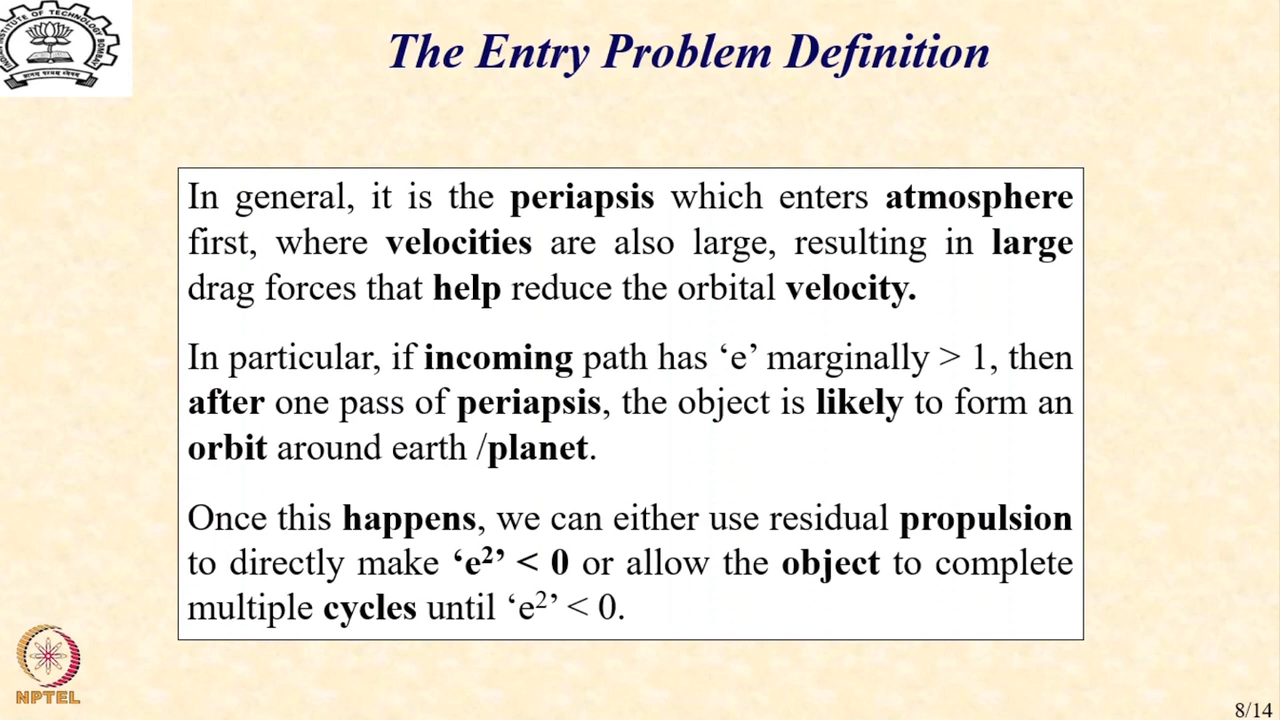 The Entry Problem Definition
In general, it is the periapsis which enters atmosphere
first, where velocities are also large, resulting in large
drag forces that help reduce the orbital velocity.
In particular, if incoming path has ‘e’ marginally > 1, then
after one pass of periapsis, the object is likely to form an
orbit around earth /planet.
Once this happens, we can either use residual propulsion
to directly make ‘e²’ < 0 or allow the object to complete
multiple cycles until ‘e²’ < 0.
NPTEL
8/14